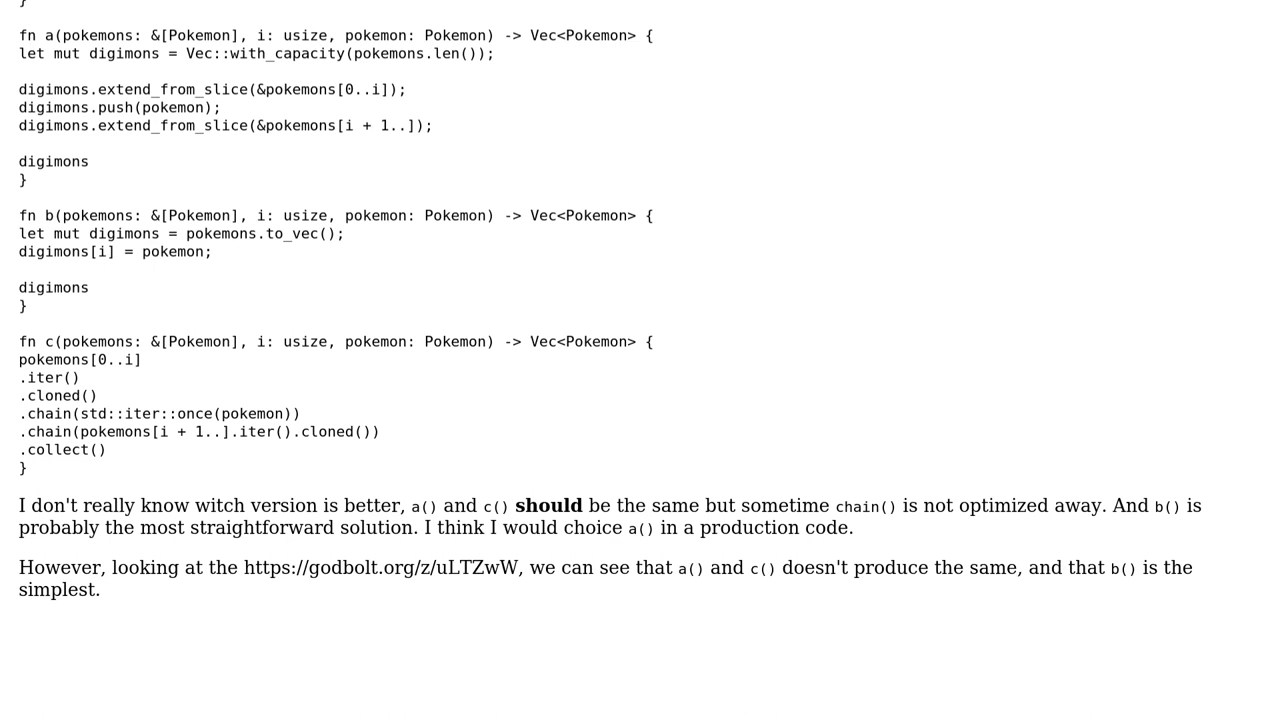 }
fn a(pokemons: &[Pokemon], i: usize, pokemon: Pokemon) -> Vec<Pokemon> {
let mut digimons = Vec::with_capacity(pokemons.len());
digimons.extend_from_slice(&pokemons[0..i]);
digimons.push(pokemon);
digimons.extend_from_slice(&pokemons[i + 1..]);
digimons
}
fn b(pokemons: &[Pokemon], i: usize, pokemon: Pokemon) -> Vec<Pokemon> {
let mut digimons = pokemons.to_vec();
digimons[i] = pokemon;
digimons
}
fn c(pokemons: &[Pokemon], i: usize, pokemon: Pokemon) -> Vec<Pokemon> {
pokemons[0..i]
.iter()
.cloned()
.chain(std::iter::once(pokemon))
.chain(pokemons[i + 1..].iter().cloned())
.collect()
}
I don't really know witch version is better, a() and c() should be the same but sometime chain() is not optimized away. And b() is
probably the most straightforward solution. I think I would choice a() in a production code.
However, looking at the https://godbolt.org/z/uLTZwW, we can see that a() and c() doesn't produce the same, and that b() is the
simplest.